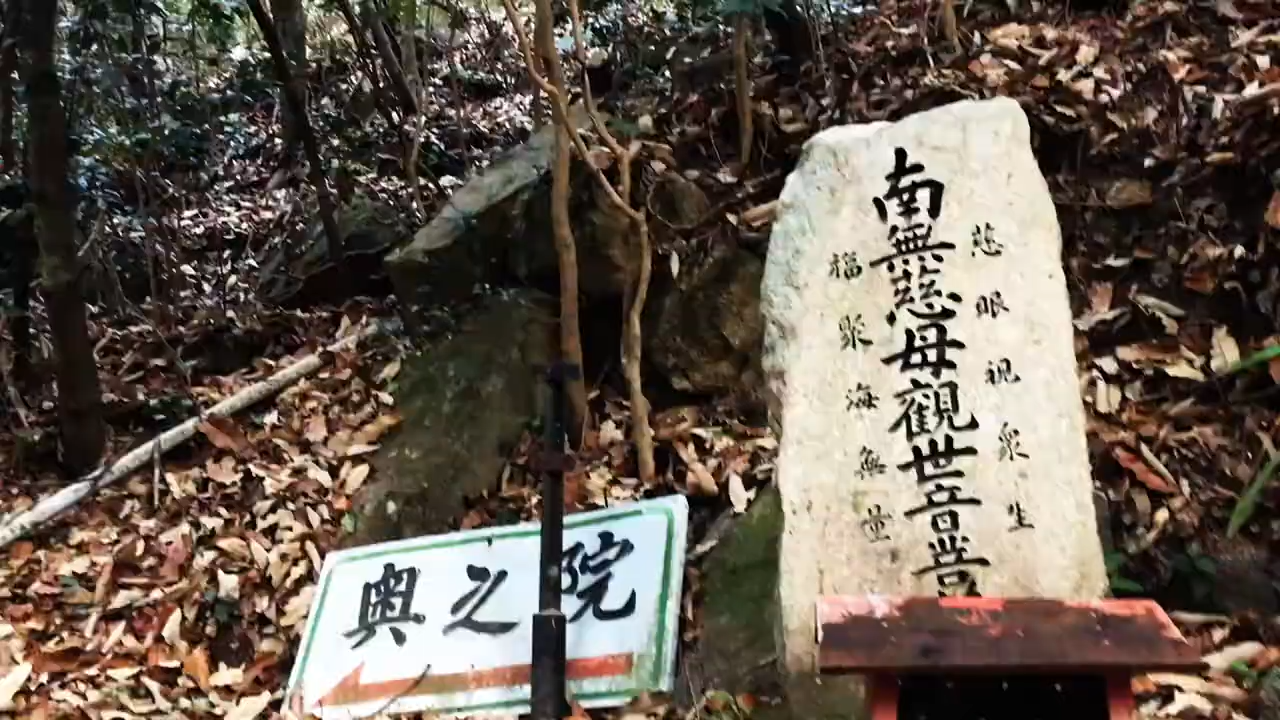 慈眼視衆生
南無慈母觀世音菩
福聚海無量
奥之院